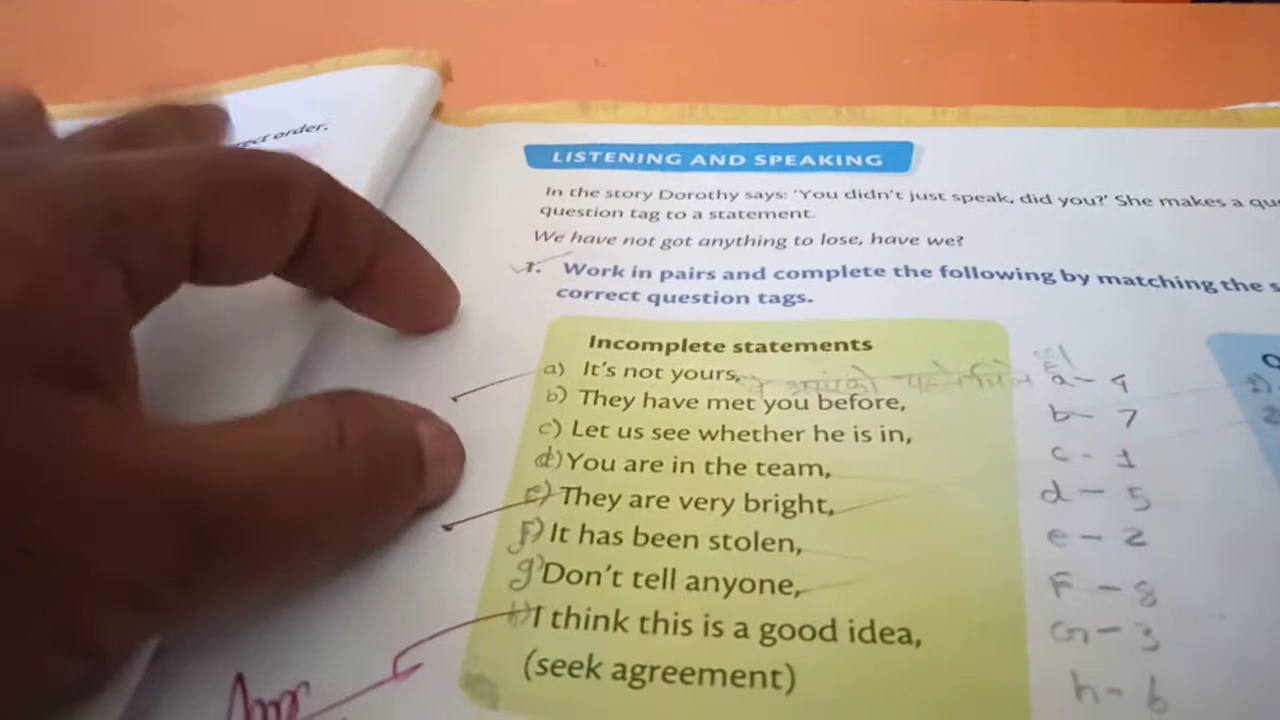 rect order.
LISTENING AND SPEAKING
In the story Dorothy says: 'You didn't just speak, did you?' She makes a qu
question tag to a statement.
We have not got anything to lose, have we?
1. Work in pairs and complete the following by matching the s
correct question tags.
Incomplete statements
a) It's not yours,
b) They have met you before,
c) Let us see whether he is in,
d) You are in the team,
e) They are very bright,
f) It has been stolen,
g) Don't tell anyone,
h) I think this is a good idea,
(seek agreement)
a - 4
b - 7
c - 1
d - 5
e - 2
F - 8
G - 3
h - 6